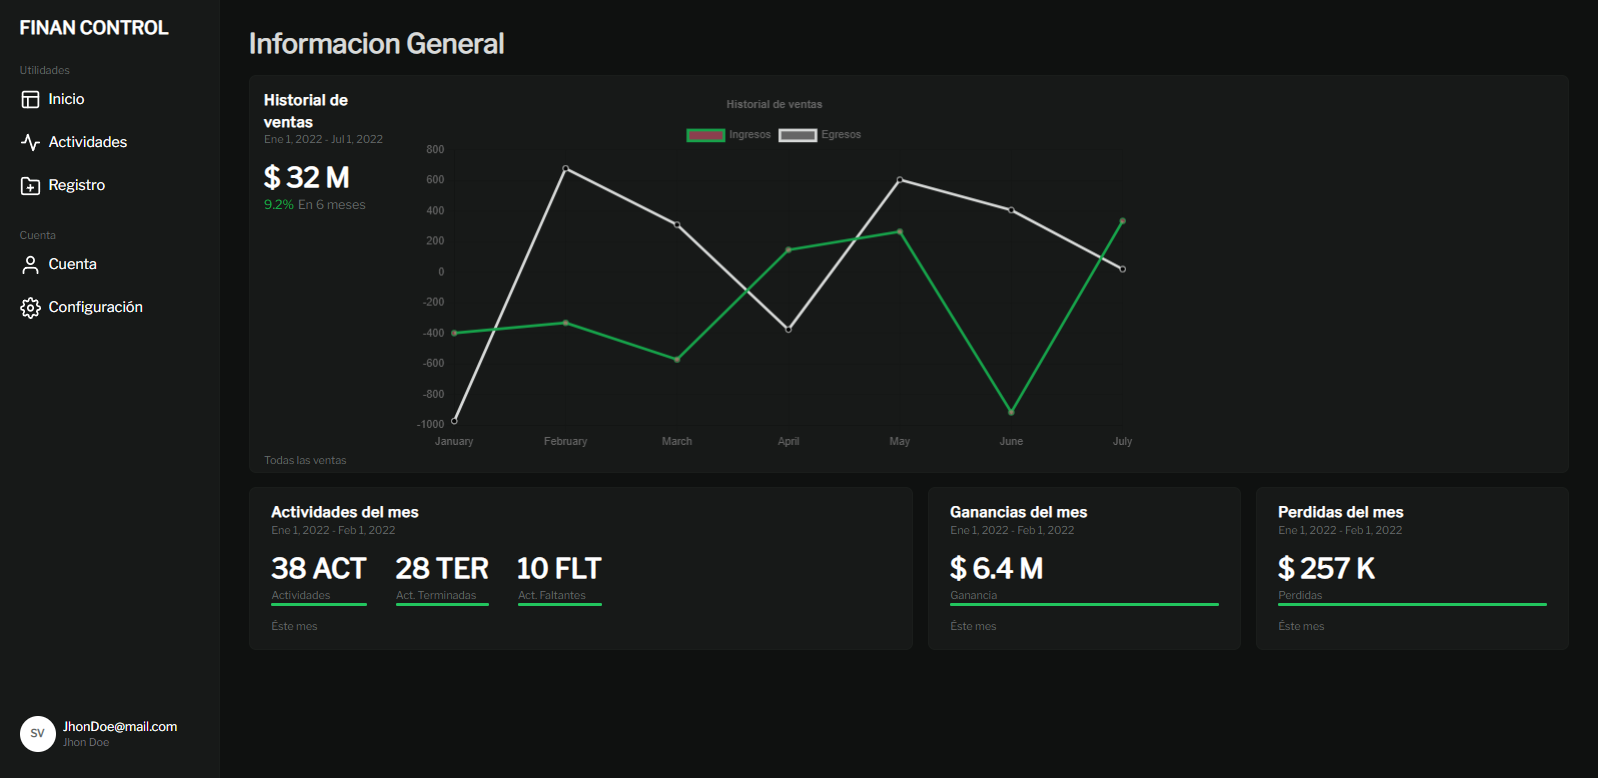 FINAN CONTROL
Utilidades
Inicio
Actividades
Registro
Cuenta
Cuenta
Configuración
SV
JhonDoe@mail.com
Jhon Doe
Informacion General
Historial de
ventas
Ene 1, 2022 - Jul 1, 2022
$ 32 M
9.2% En 6 meses
Todas las ventas
Historial de ventas
Ingresos Egresos
800
600
400
200
0
-200
-400
-600
-800
-1000
January February March April May June July
Actividades del mes
Ene 1, 2022 - Feb 1, 2022
38 ACT 28 TER 10 FLT
Actividades Act. Terminadas Act. Faltantes
Éste mes
Ganancias del mes
Ene 1, 2022 - Feb 1, 2022
$ 6.4 M
Ganancia
Éste mes
Perdidas del mes
Ene 1, 2022 - Feb 1, 2022
$ 257 K
Perdidas
Éste mes